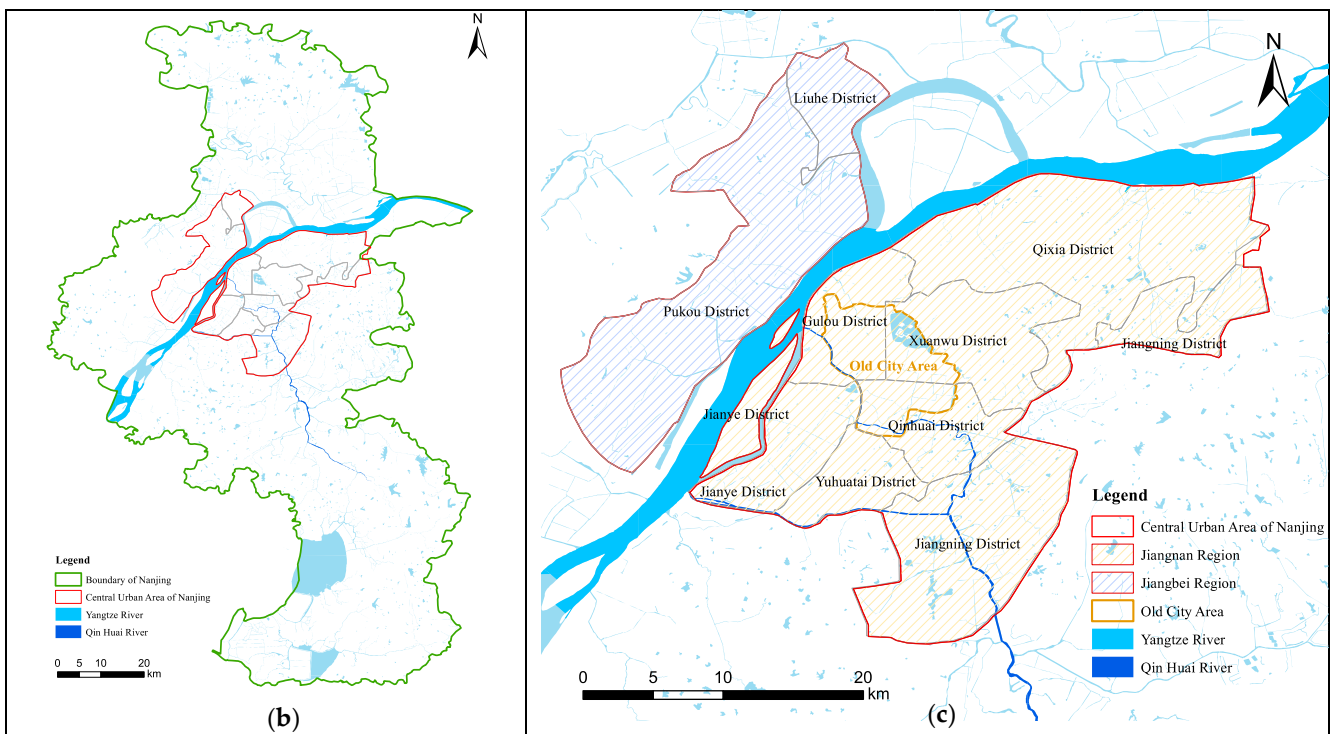 N
Legend
Boundary of Nanjing
Central Urban Area of Nanjing
Yangtze River
Qin Huai River
0 5 10 20
km
(b)
N
Liuhe District
Qixia District
Pukou District
Gulou District
Xuanwu District
Jiangning District
Old City Area
Jianye District
Qinhuai District
Jianye District
Yuhuatai District
Jiangning District
Legend
Central Urban Area of Nanjing
Jiangnan Region
Jiangbei Region
Old City Area
Yangtze River
Qin Huai River
0 5 10 20
km
(c)